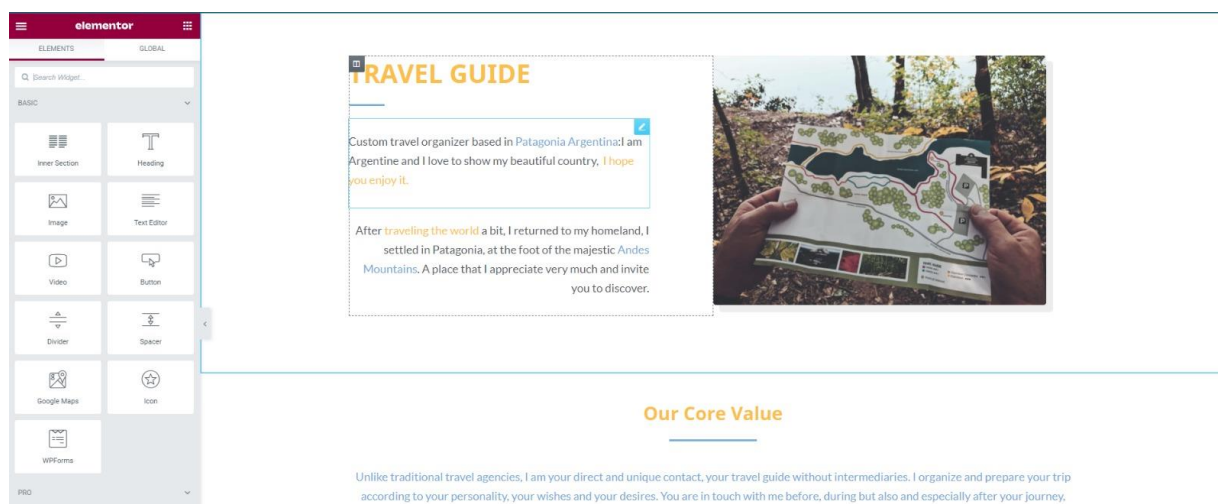 elementor
ELEMENTS GLOBAL
Search Widget...
BASIC
Inner Section Heading
Image Text Editor
Video Button
Divider Spacer
Google Maps Icon
WPForms
PRO
TRAVEL GUIDE
Custom travel organizer based in Patagonia Argentina:I am
Argentine and I love to show my beautiful country, I hope
you enjoy it.
After traveling the world a bit, I returned to my homeland, I
settled in Patagonia, at the foot of the majestic Andes
Mountains. A place that I appreciate very much and invite
you to discover.
Our Core Value
Unlike traditional travel agencies, I am your direct and unique contact, your travel guide without intermediaries. I organize and prepare your trip
according to your personality, your wishes and your desires. You are in touch with me before, during but also and especially after your journey,